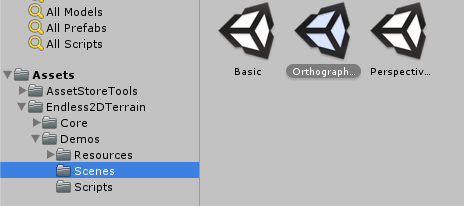 All Models
All Prefabs
All Scripts
Assets
AssetStoreTools
Endless2DTerrain
Core
Demos
Resources
Scenes
Scripts
Basic
Orthograph...
Perspectiv...